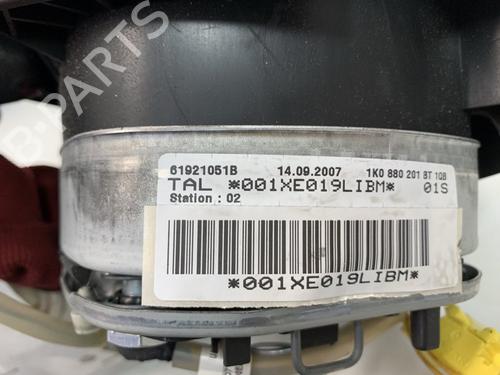 B-PARTS
61921051B 14.09.2007 1K0 880 201 BT 1QB
TAL *001XE019LIBM* 01S
Station : 02
*001XE019LIBM*